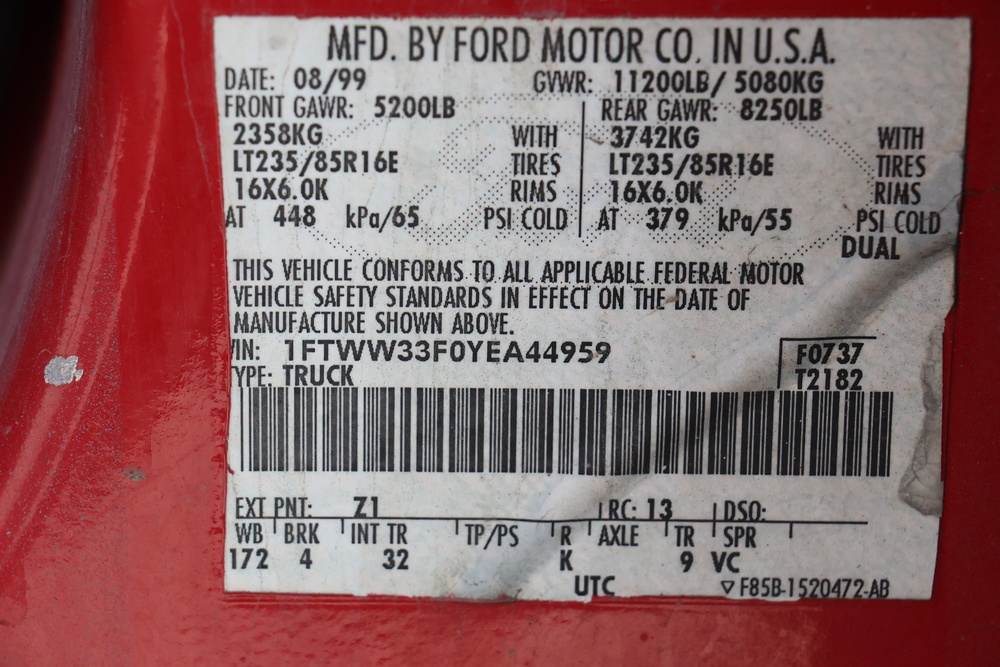 MFD. BY FORD MOTOR CO. IN U.S.A.
DATE: 08/99 GVWR: 11200LB/ 5080KG
FRONT GAWR: 5200LB REAR GAWR: 8250LB
2358KG WITH 3742KG WITH
LT235/85R16E TIRES LT235/85R16E TIRES
16X6.0K RIMS 16X6.0K RIMS
AT 448 kPa/65 PSI COLD AT 379 kPa/55 PSI COLD
DUAL
THIS VEHICLE CONFORMS TO ALL APPLICABLE FEDERAL MOTOR
VEHICLE SAFETY STANDARDS IN EFFECT ON THE DATE OF
MANUFACTURE SHOWN ABOVE.
VIN: 1FTWW33F0YEA44959 F0737
TYPE: TRUCK T2182
EXT PNT: Z1 RC: 13 DSO:
WB BRK INT TR TP/PS R AXLE TR SPR
172 4 32 K 9 VC
UTC ▽F85B-1520472-AB